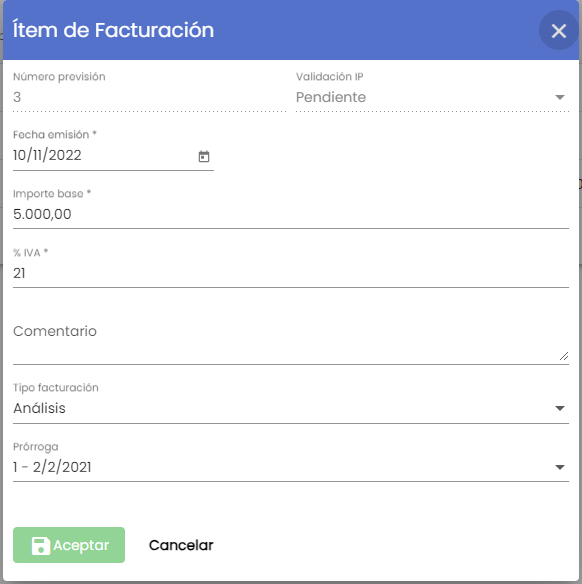 Ítem de Facturación
Número previsión
3
Validación IP
Pendiente
Fecha emisión *
10/11/2022
Importe base *
5.000,00
% IVA *
21
Comentario
Tipo facturación
Análisis
Prórroga
1 - 2/2/2021
Aceptar
Cancelar